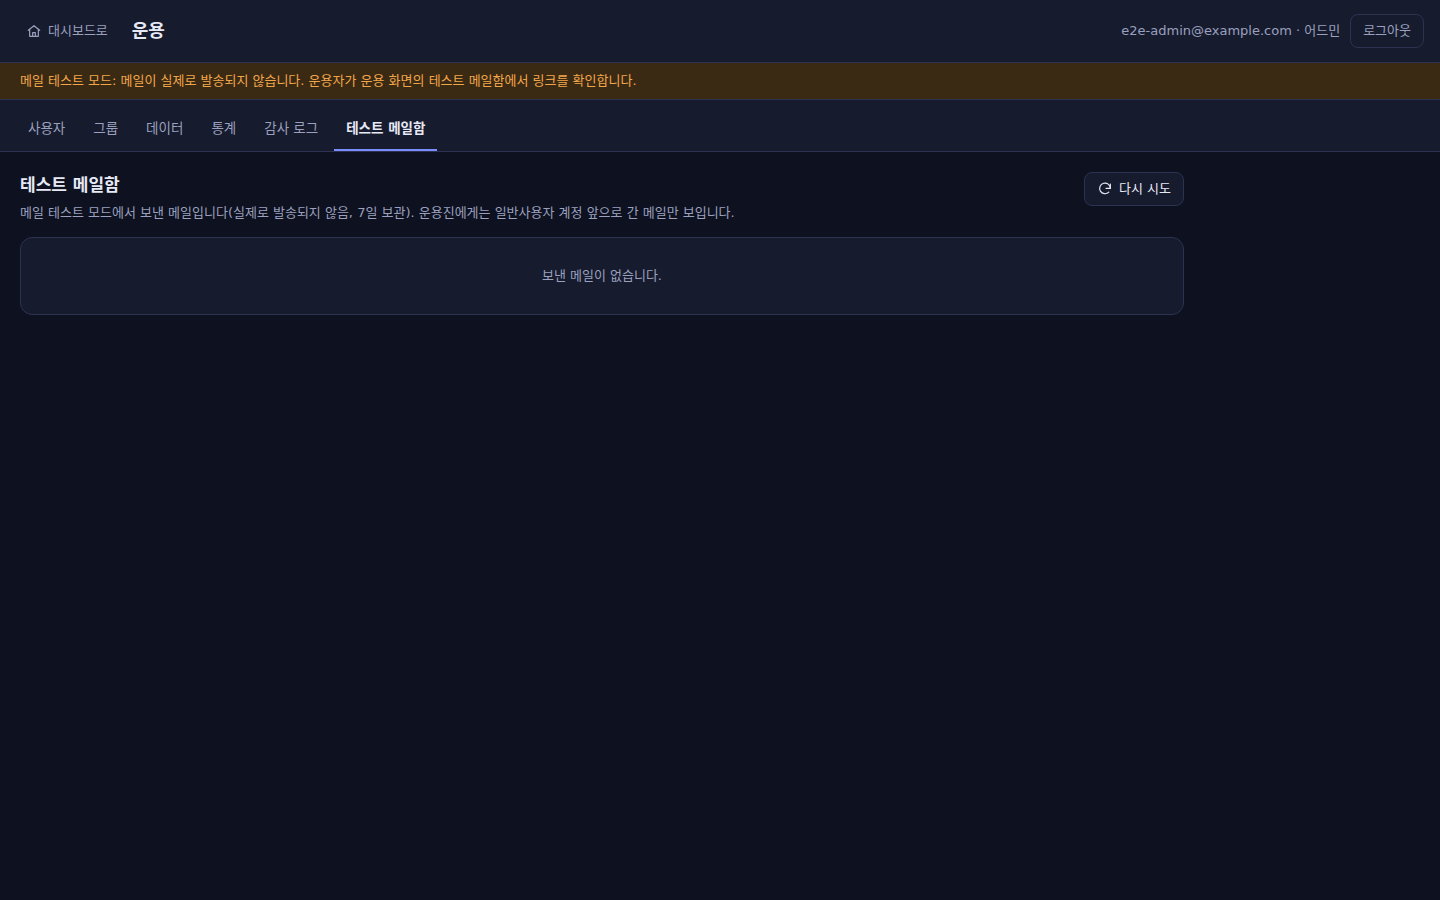 대시보드로
운용
e2e-admin@example.com · 어드민
로그아웃
메일 테스트 모드: 메일이 실제로 발송되지 않습니다. 운용자가 운용 화면의 테스트 메일함에서 링크를 확인합니다.
사용자
그룹
데이터
통계
감사 로그
테스트 메일함
테스트 메일함
다시 시도
메일 테스트 모드에서 보낸 메일입니다(실제로 발송되지 않음, 7일 보관). 운용진에게는 일반사용자 계정 앞으로 간 메일만 보입니다.
보낸 메일이 없습니다.